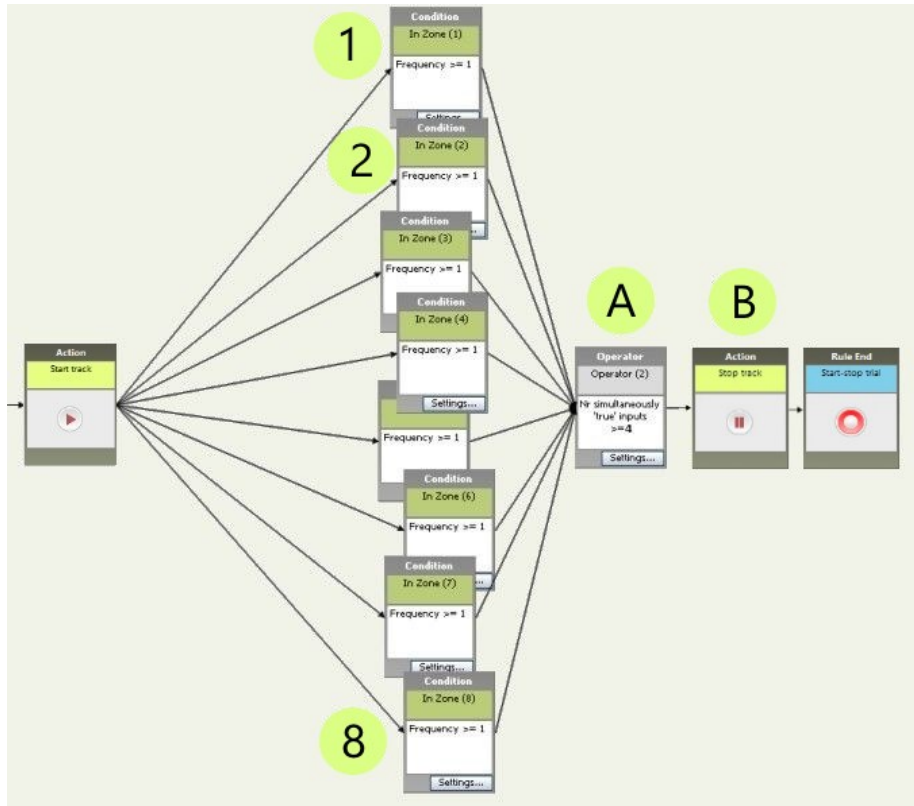 1
Condition
In Zone (1)
Frequency >= 1
Settings...
2
Condition
In Zone (2)
Frequency >= 1
...
Condition
In Zone (3)
Frequency >= 1
Condition
In Zone (4)
Frequency >= 1
Settings...
Frequency >= 1
Condition
In Zone (6)
Frequency >= 1
...
Condition
In Zone (7)
Frequency >= 1
Settings...
8
Condition
In Zone (8)
Frequency >= 1
Settings...
Action
Start track
A
Operator
Operator (2)
Nr simultaneously
'true' inputs
>=4
Settings...
B
Action
Stop track
Rule End
Start-stop trial